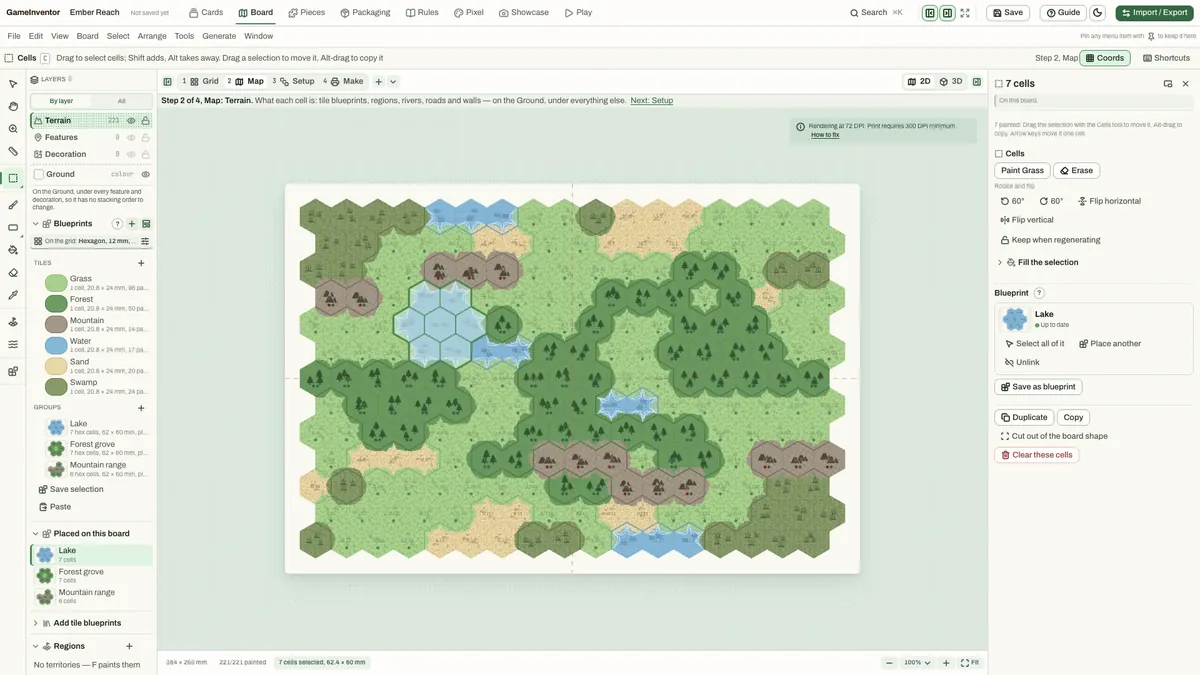 GameInventor
Ember Reach
Not saved yet
Cards
Board
Pieces
Packaging
Rules
Pixel
Showcase
Play
Search ⌘K
Save
Guide
Import / Export
File
Edit
View
Board
Select
Arrange
Tools
Generate
Window
Pin any menu item with
to keep it here
Cells
C
Drag to select cells; Shift adds, Alt takes away. Drag a selection to move it, Alt-drag to copy it
Step 2, Map
Coords
Shortcuts
LAYERS
By layer
All
Terrain
221
Features
0
Decoration
0
Ground
colour
On the Ground, under every feature and
decoration, so it has no stacking order to
change.
Blueprints
?
On the grid: Hexagon, 12 mm, ...
TILES
Grass
1 cell, 20.8 × 24 mm, 96 pa...
Forest
1 cell, 20.8 × 24 mm, 50 pa...
Mountain
1 cell, 20.8 × 24 mm, 14 pa...
Water
1 cell, 20.8 × 24 mm, 17 pa...
Sand
1 cell, 20.8 × 24 mm, 20 pa...
Swamp
1 cell, 20.8 × 24 mm, 24 pa...
GROUPS
Lake
7 hex cells, 62 × 60 mm, pl...
Forest grove
7 hex cells, 62 × 60 mm, pl...
Mountain range
6 hex cells, 62 × 60 mm, pl...
Save selection
Paste
Placed on this board
Lake
7 cells
Forest grove
7 cells
Mountain range
6 cells
Add tile blueprints
Regions
No territories — F paints them
1 Grid
2 Map
3 Setup
4 Make
2D
3D
Step 2 of 4, Map: Terrain. What each cell is: tile blueprints, regions, rivers, roads and walls — on the Ground, under everything else. Next: Setup
Rendering at 72 DPI. Print requires 300 DPI minimum.
How to fix
284 × 260 mm
221/221 painted
7 cells selected, 62.4 × 60 mm
100%
Fit
7 cells
On this board
7 painted. Drag the selection with the Cells tool to move it, Alt-drag to
copy. Arrow keys move it one cell.
Cells
Paint Grass
Erase
Rotate and flip
60°
60°
Flip horizontal
Flip vertical
Keep when regenerating
Fill the selection
Blueprint
?
Lake
Up to date
Select all of it
Place another
Unlink
Save as blueprint
Duplicate
Copy
Cut out of the board shape
Clear these cells